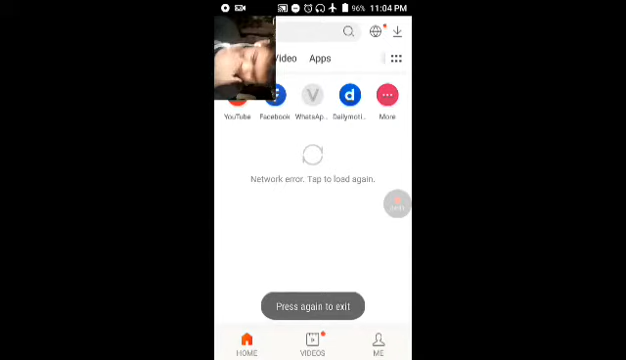 96% 11:04 PM
Video Apps
YouTube Facebook WhatsAp... Dailymoti... More
Network error. Tap to load again.
Press again to exit
HOME VIDEOS ME